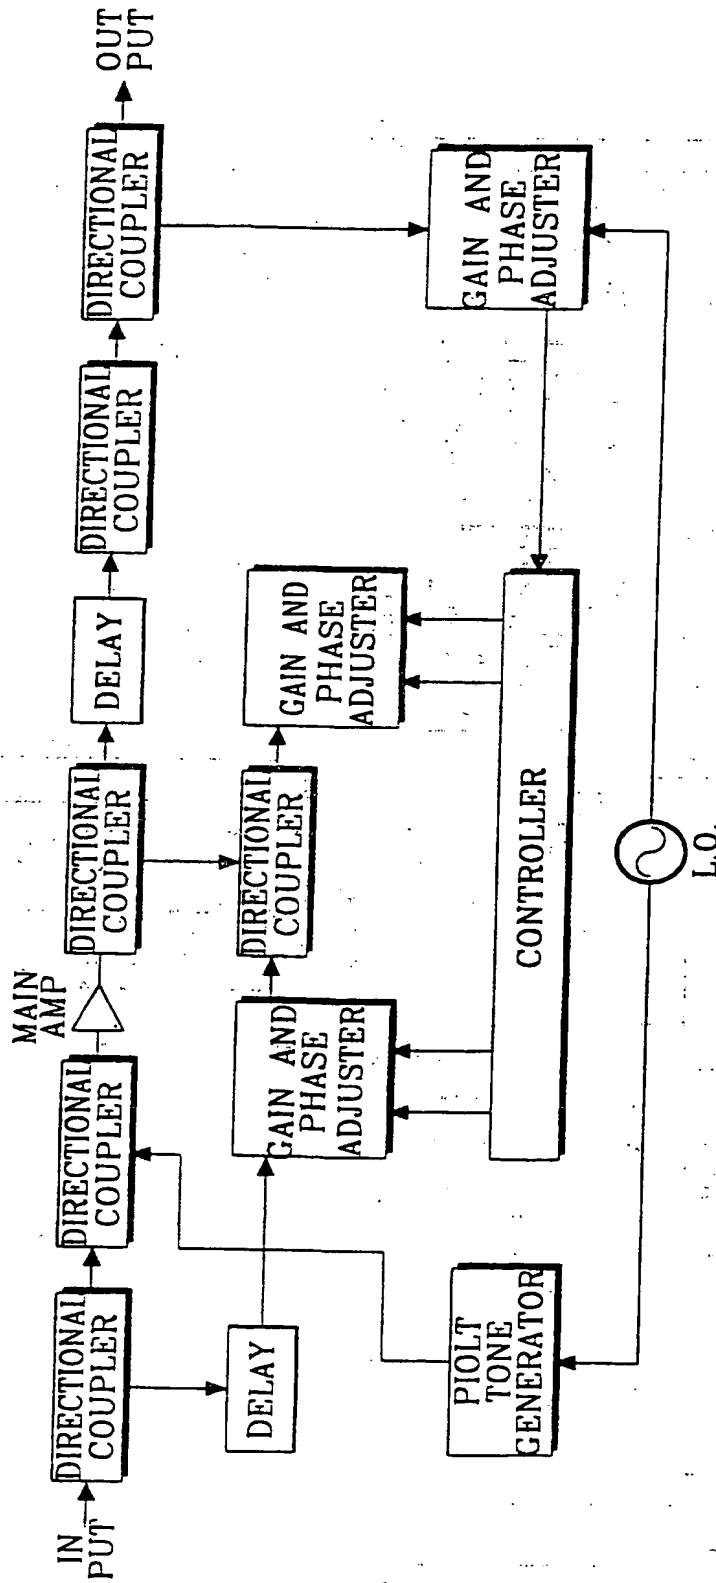 IN
PUT
DIRECTIONAL
COUPLER
DIRECTIONAL
COUPLER
MAIN
AMP
DIRECTIONAL
COUPLER
DELAY
DIRECTIONAL
COUPLER
DIRECTIONAL
COUPLER
OUT
PUT
DELAY
GAIN AND
PHASE
ADJUSTER
DIRECTIONAL
COUPLER
GAIN AND
PHASE
ADJUSTER
GAIN AND
PHASE
ADJUSTER
PIOLT
TONE
GENERATOR
CONTROLLER
L.O.